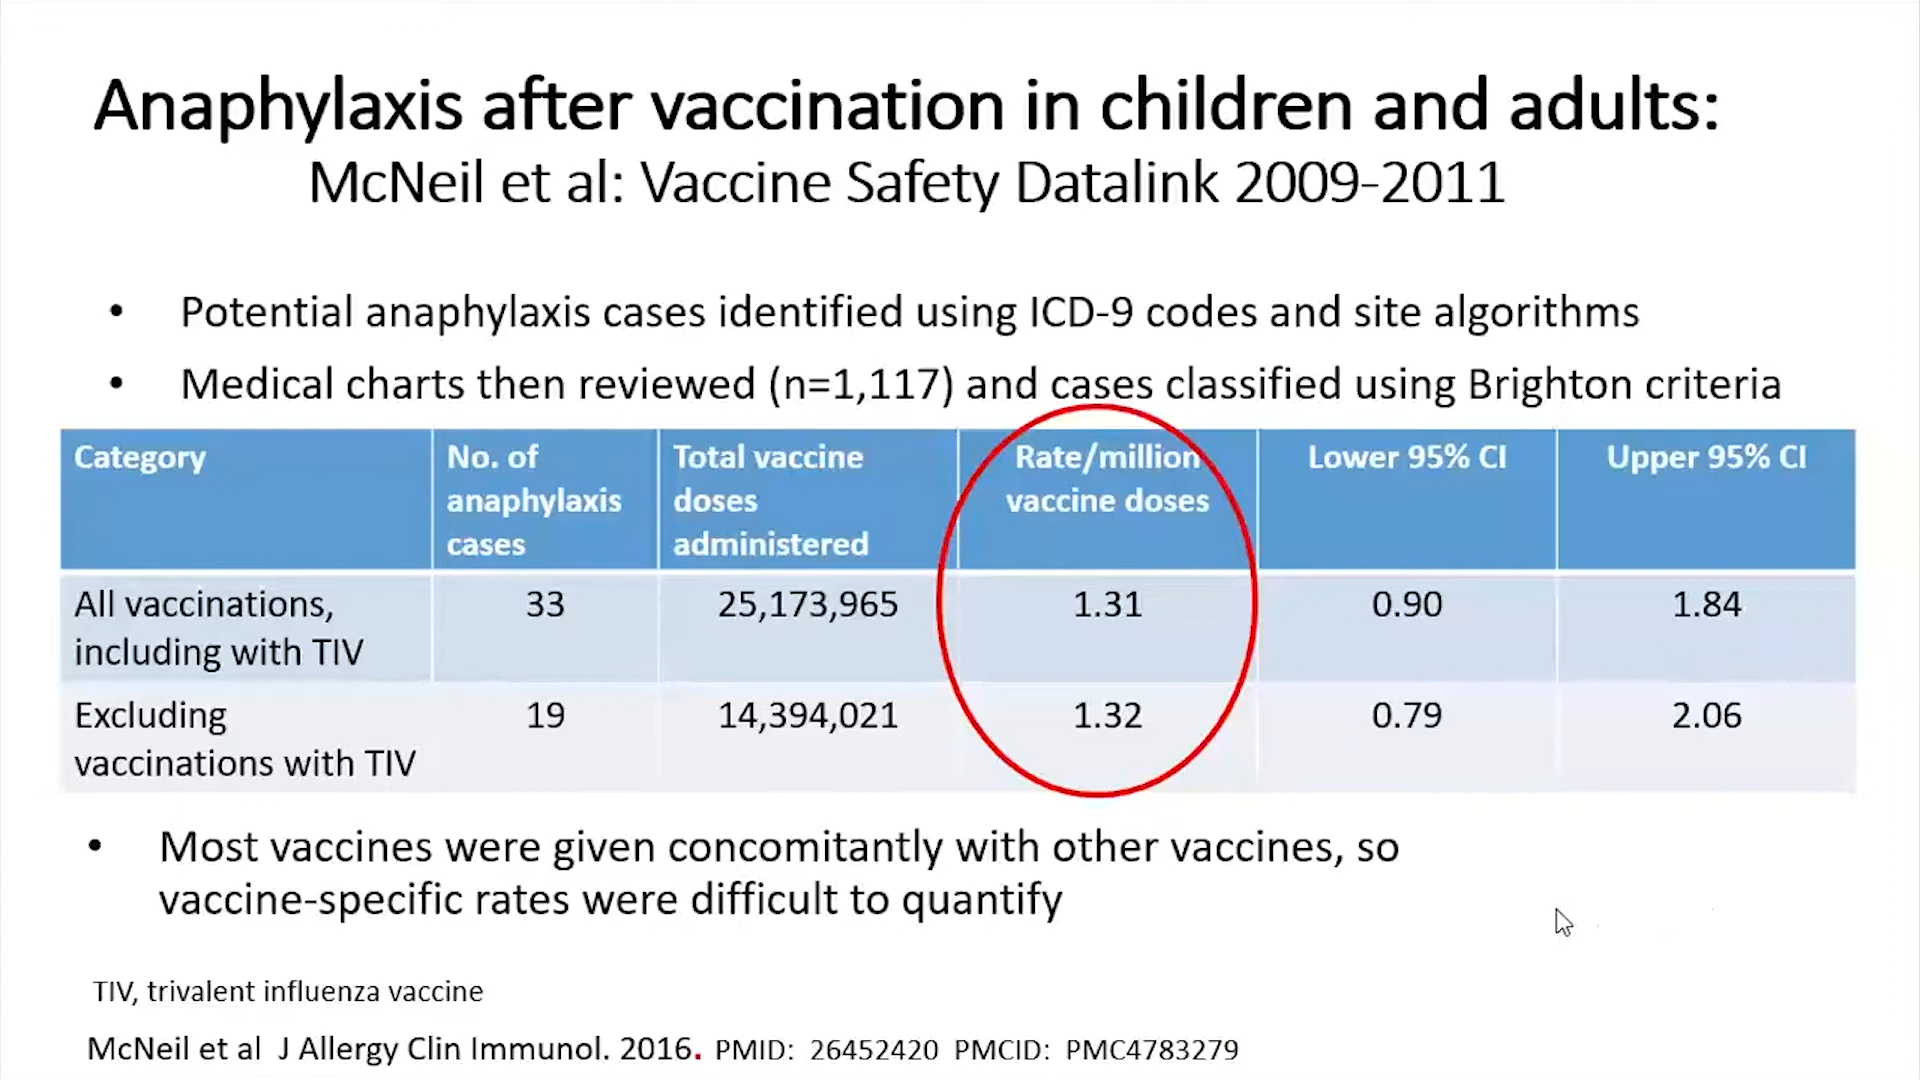 Anaphylaxis after vaccination in children and adults:
McNeil et al: Vaccine Safety Datalink 2009-2011
• Potential anaphylaxis cases identified using ICD-9 codes and site algorithms
• Medical charts then reviewed (n=1,117) and cases classified using Brighton criteria
Category
No. of
anaphylaxis
cases
Total vaccine
doses
administered
Rate/million
vaccine doses
Lower 95% CI
Upper 95% CI
All vaccinations,
including with TIV
33
25,173,965
1.31
0.90
1.84
Excluding
vaccinations with TIV
19
14,394,021
1.32
0.79
2.06
• Most vaccines were given concomitantly with other vaccines, so
vaccine-specific rates were difficult to quantify
TIV, trivalent influenza vaccine
McNeil et al J Allergy Clin Immunol. 2016. PMID: 26452420 PMCID: PMC4783279